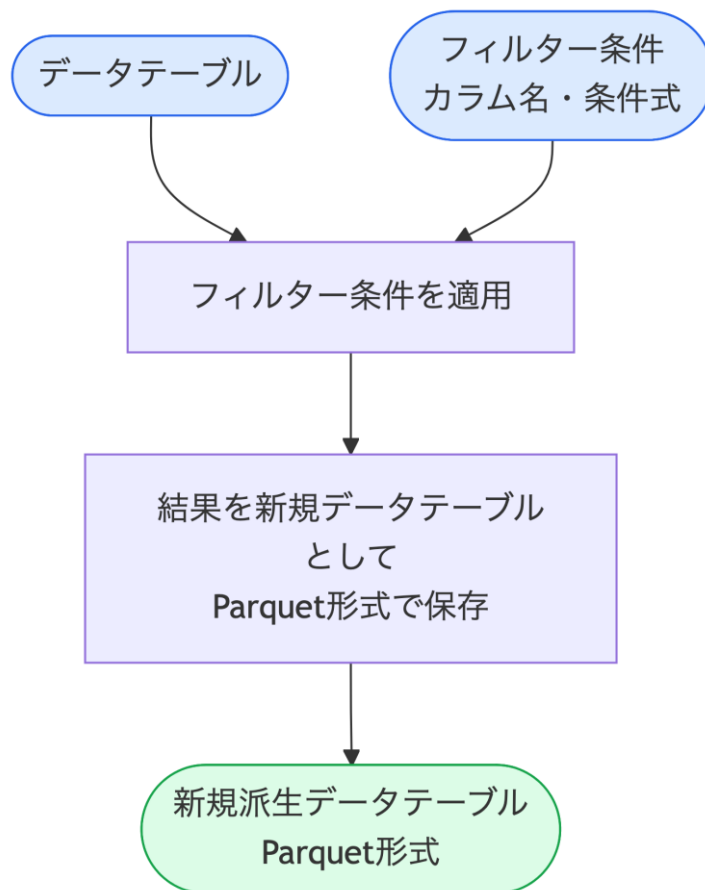 データテーブル
フィルター条件
カラム名・条件式
フィルター条件を適用
結果を新規データテーブル
として
Parquet形式で保存
新規派生データテーブル
Parquet形式